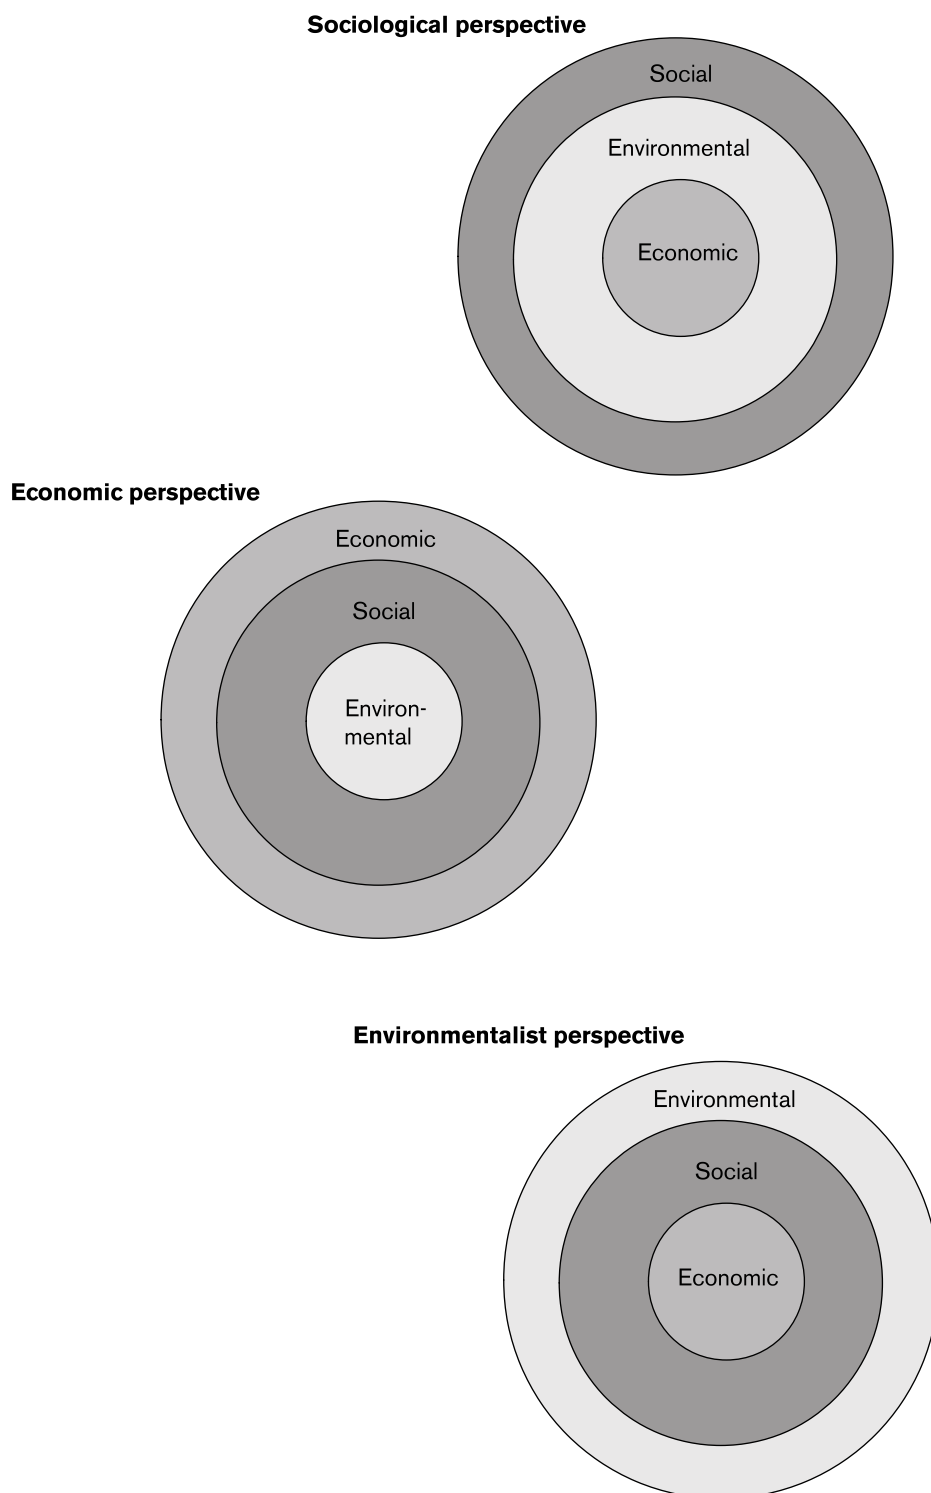 Sociological perspective
Social
Environmental
Economic
Economic perspective
Economic
Social
Environ-
mental
Environmentalist perspective
Environmental
Social
Economic